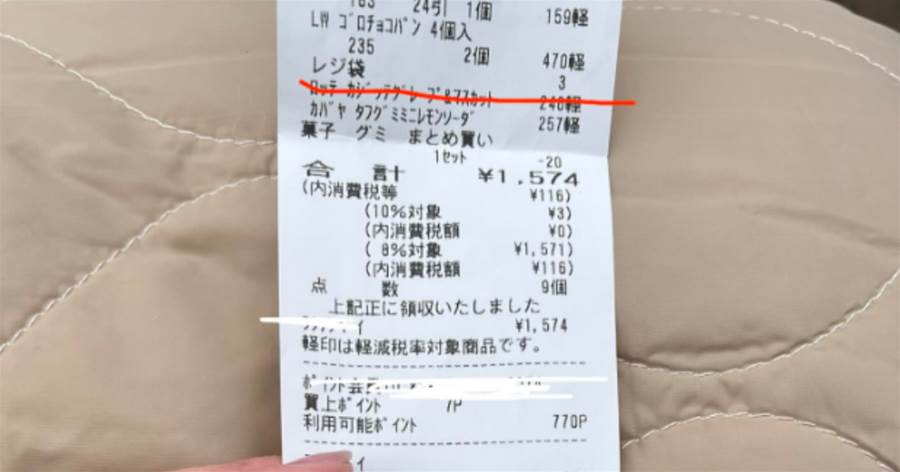 24引 1個 159軽
LW ゴロチョコパン 4個入
235 2個 470軽
レジ袋 3
ロッテ カジッテグレープ&マスカット 248軽
カバヤ タフグミミニレモンソーダ 257軽
菓子 グミ まとめ買い
1セット -20
合 計 ¥1,574
(内消費税等 ¥116)
(10%対象 ¥3)
(内消費税額 ¥0)
( 8%対象 ¥1,571)
(内消費税額 ¥116)
点 数 9個
上記正に領収いたしました
¥1,574
軽印は軽減税率対象商品です。
ポイント会員
買上ポイント 7P
利用可能ポイント 770P